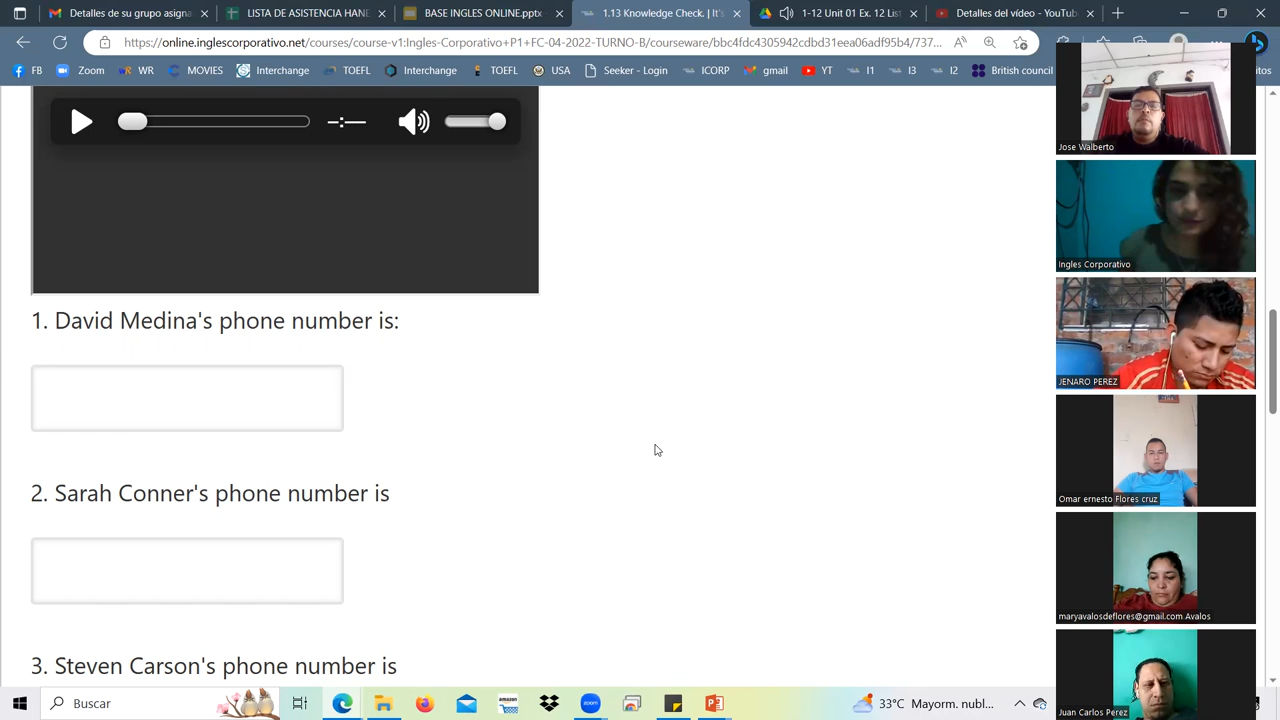 Detalles de su grupo asigna
LISTA DE ASISTENCIA HANE
BASE INGLES ONLINE.pptx
1.13 Knowledge Check. | It's
1-12 Unit 01 Ex. 12 List
Detalles del vídeo - YouTub
https://online.inglescorporativo.net/courses/course-v1:Ingles-Corporativo+P1+FC-04-2022-TURNO-B/courseware/bbc4fdc4305942cdbd31eea06adf95b4/737...
FB
Zoom
WR
MOVIES
Interchange
TOEFL
Interchange
TOEFL
USA
Seeker - Login
ICORP
gmail
YT
I1
I3
I2
British council
Jose Walberto
Ingles Corporativo
JENARO PEREZ
Omar ernesto Flores cruz
maryavalosdeflores@gmail.com Avalos
Juan Carlos Perez
-:--
1. David Medina's phone number is:
2. Sarah Conner's phone number is
3. Steven Carson's phone number is
Buscar
33°C Mayorm. nubl...